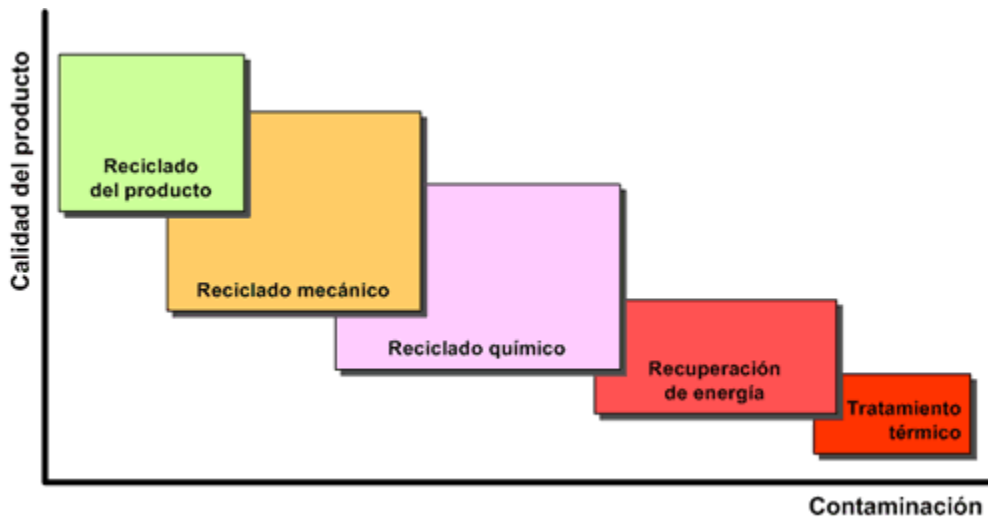 Calidad del producto
Reciclado
del producto
Reciclado mecánico
Reciclado químico
Recuperación
de energía
Tratamiento
térmico
Contaminación